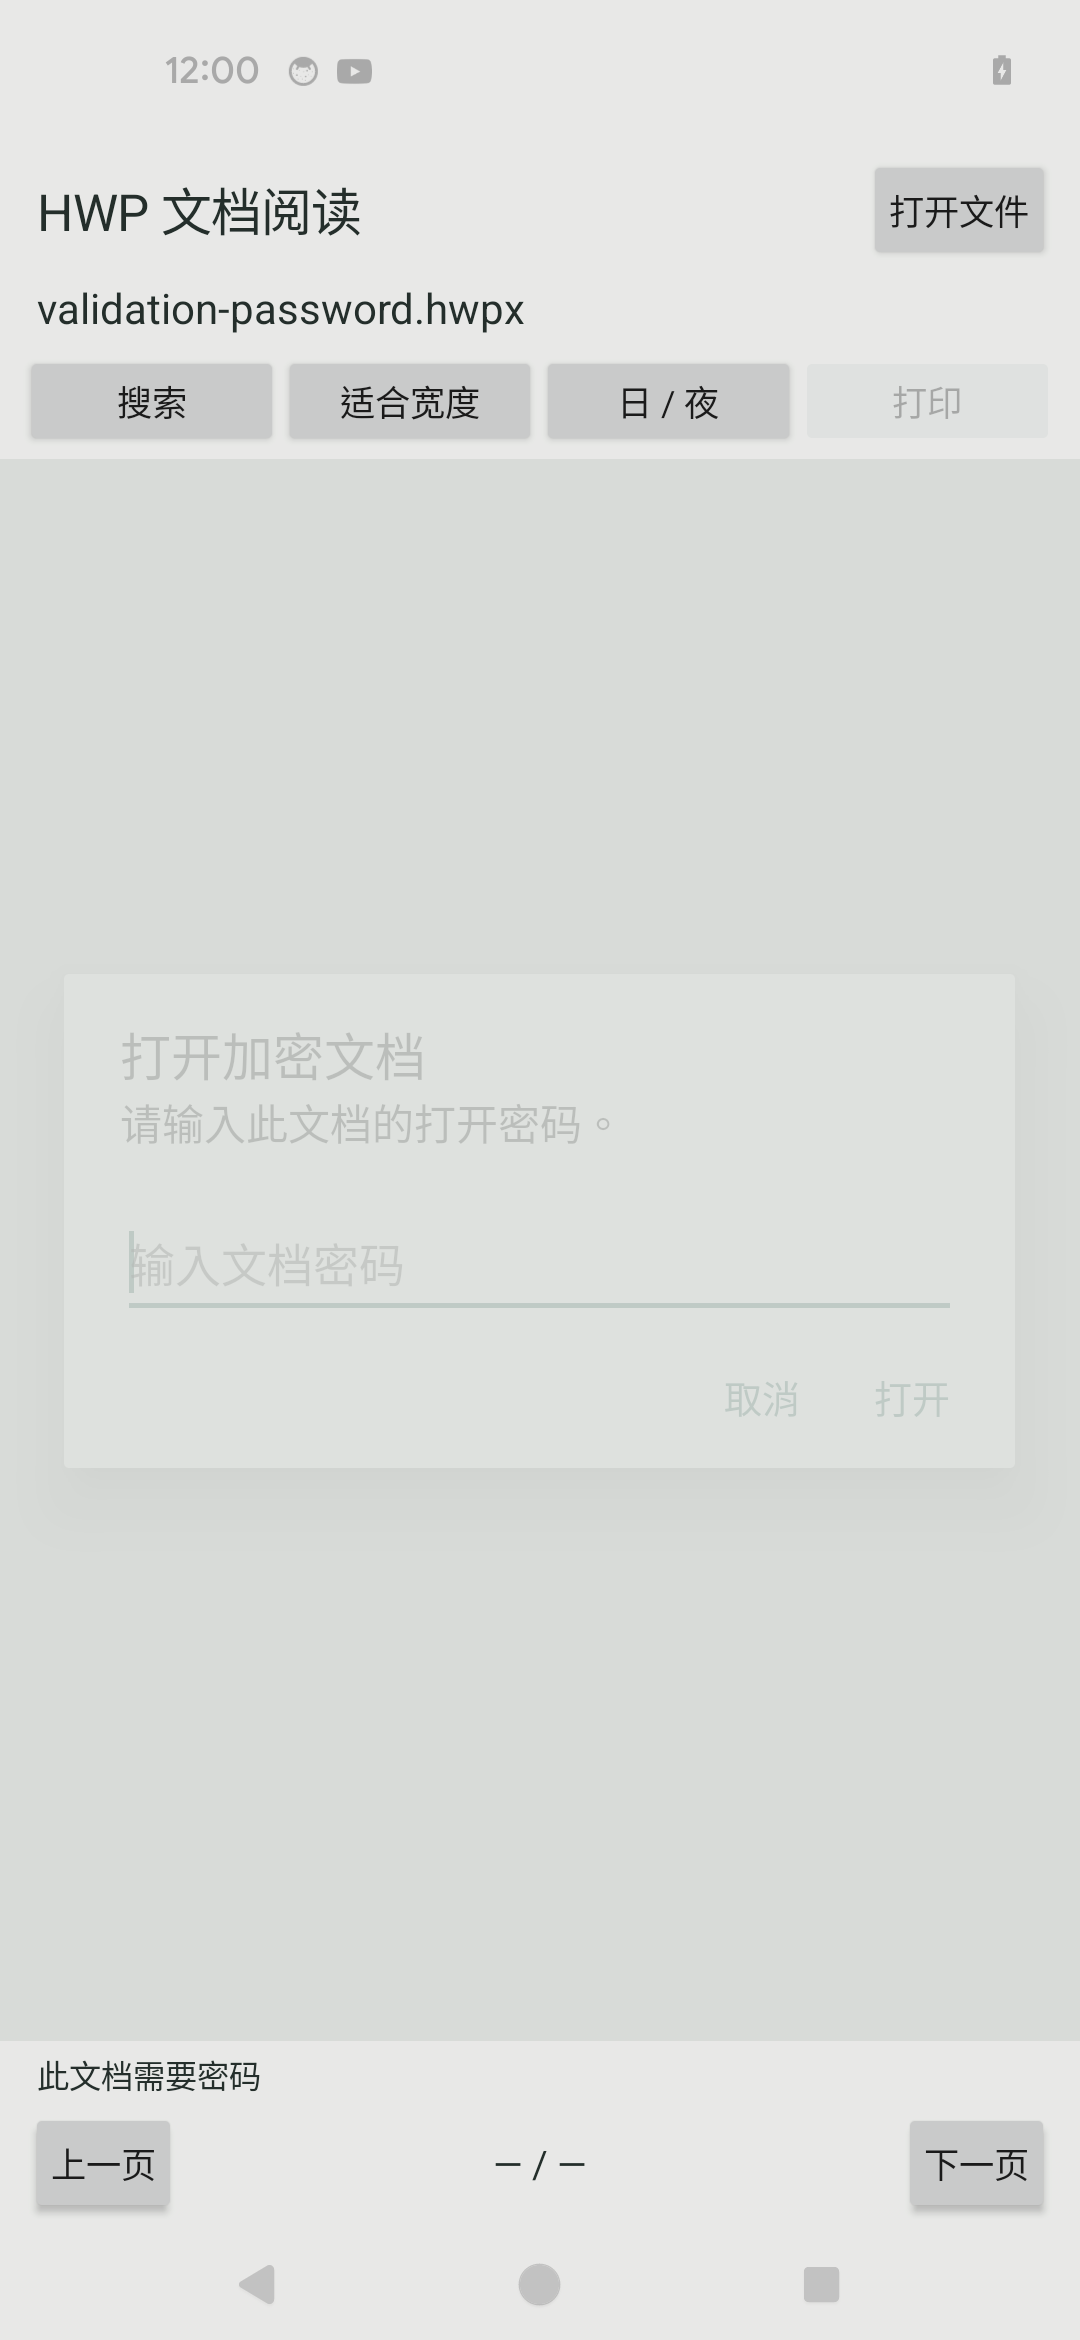 12:00
HWP 文档阅读
打开文件
validation-password.hwpx
搜索
适合宽度
日 / 夜
打印
打开加密文档
请输入此文档的打开密码。
输入文档密码
取消
打开
此文档需要密码
上一页
– / –
下一页